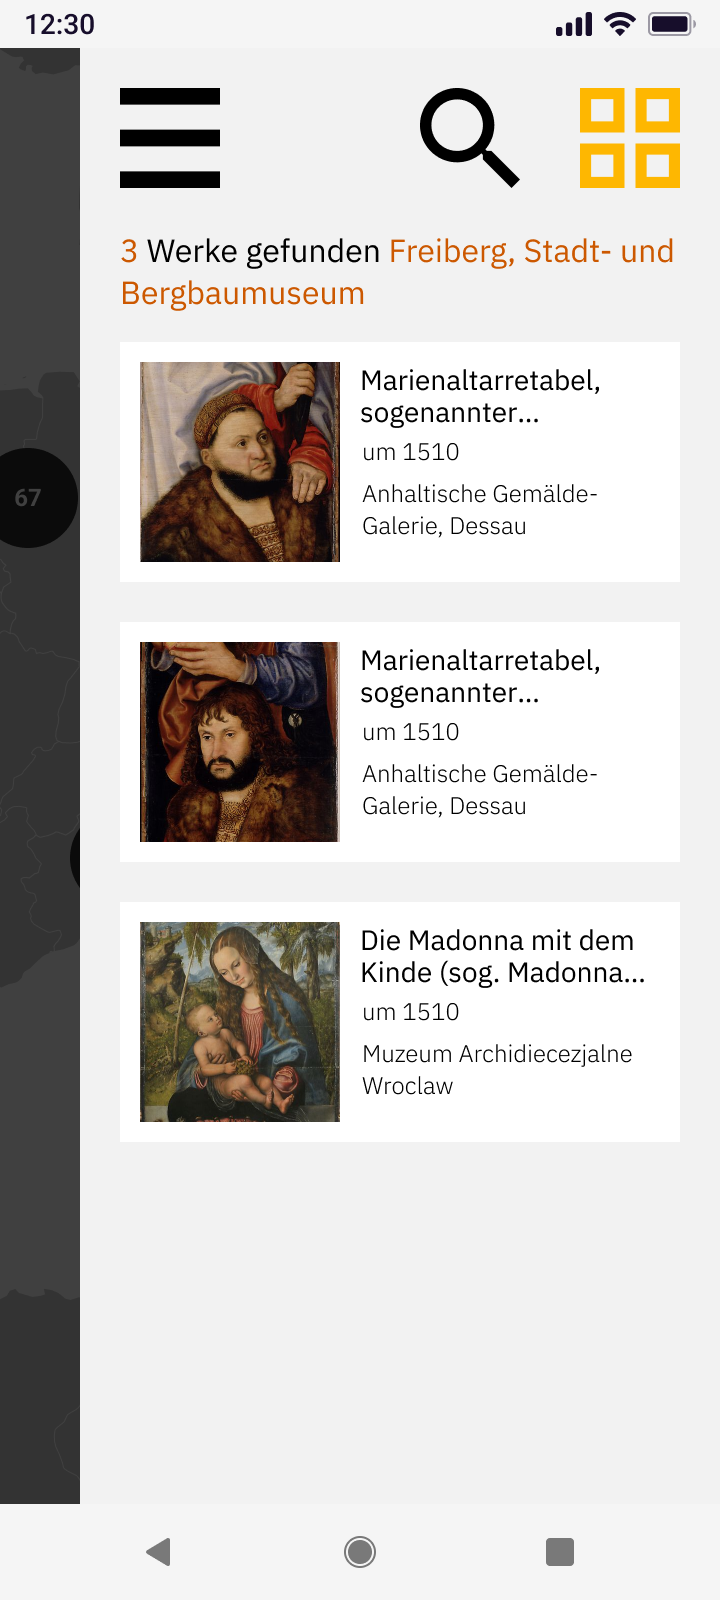 12:30
3 Werke gefunden Freiberg, Stadt- und
Bergbaumuseum
67
Marienaltarretabel,
sogenannter...
um 1510
Anhaltische Gemälde-
Galerie, Dessau
Marienaltarretabel,
sogenannter...
um 1510
Anhaltische Gemälde-
Galerie, Dessau
Die Madonna mit dem
Kinde (sog. Madonna...
um 1510
Muzeum Archidiecezjalne
Wroclaw